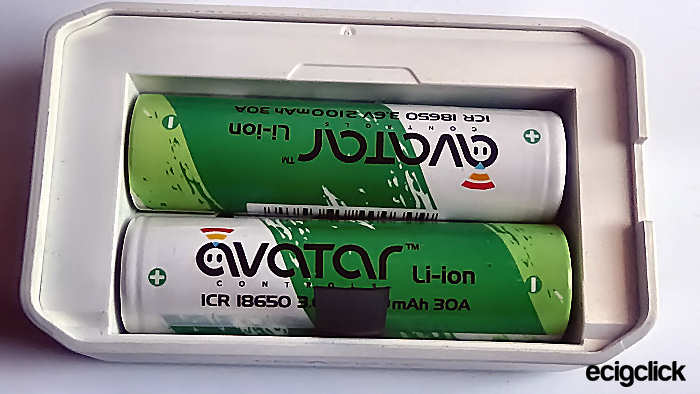 ICR 18650 3.6V 2100mAh 30A
Li-ion
avatar™
CONTROLS
avatar™ Li-ion
CONTROLS
ICR 18650 3. mAh 30A
ecigclick